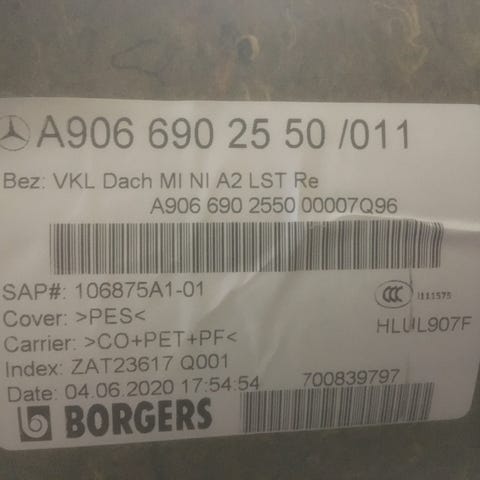 A906 690 25 50 /011
Bez: VKL Dach MI NI A2 LST Re
A906 690 2550 00007Q96
SAP#: 106875A1-01
Cover: >PES<
Carrier: >CO+PET+PF<
HLUL907F
Index: ZAT23617 Q001
Date: 04.06.2020 17:54:54
700839797
BORGERS